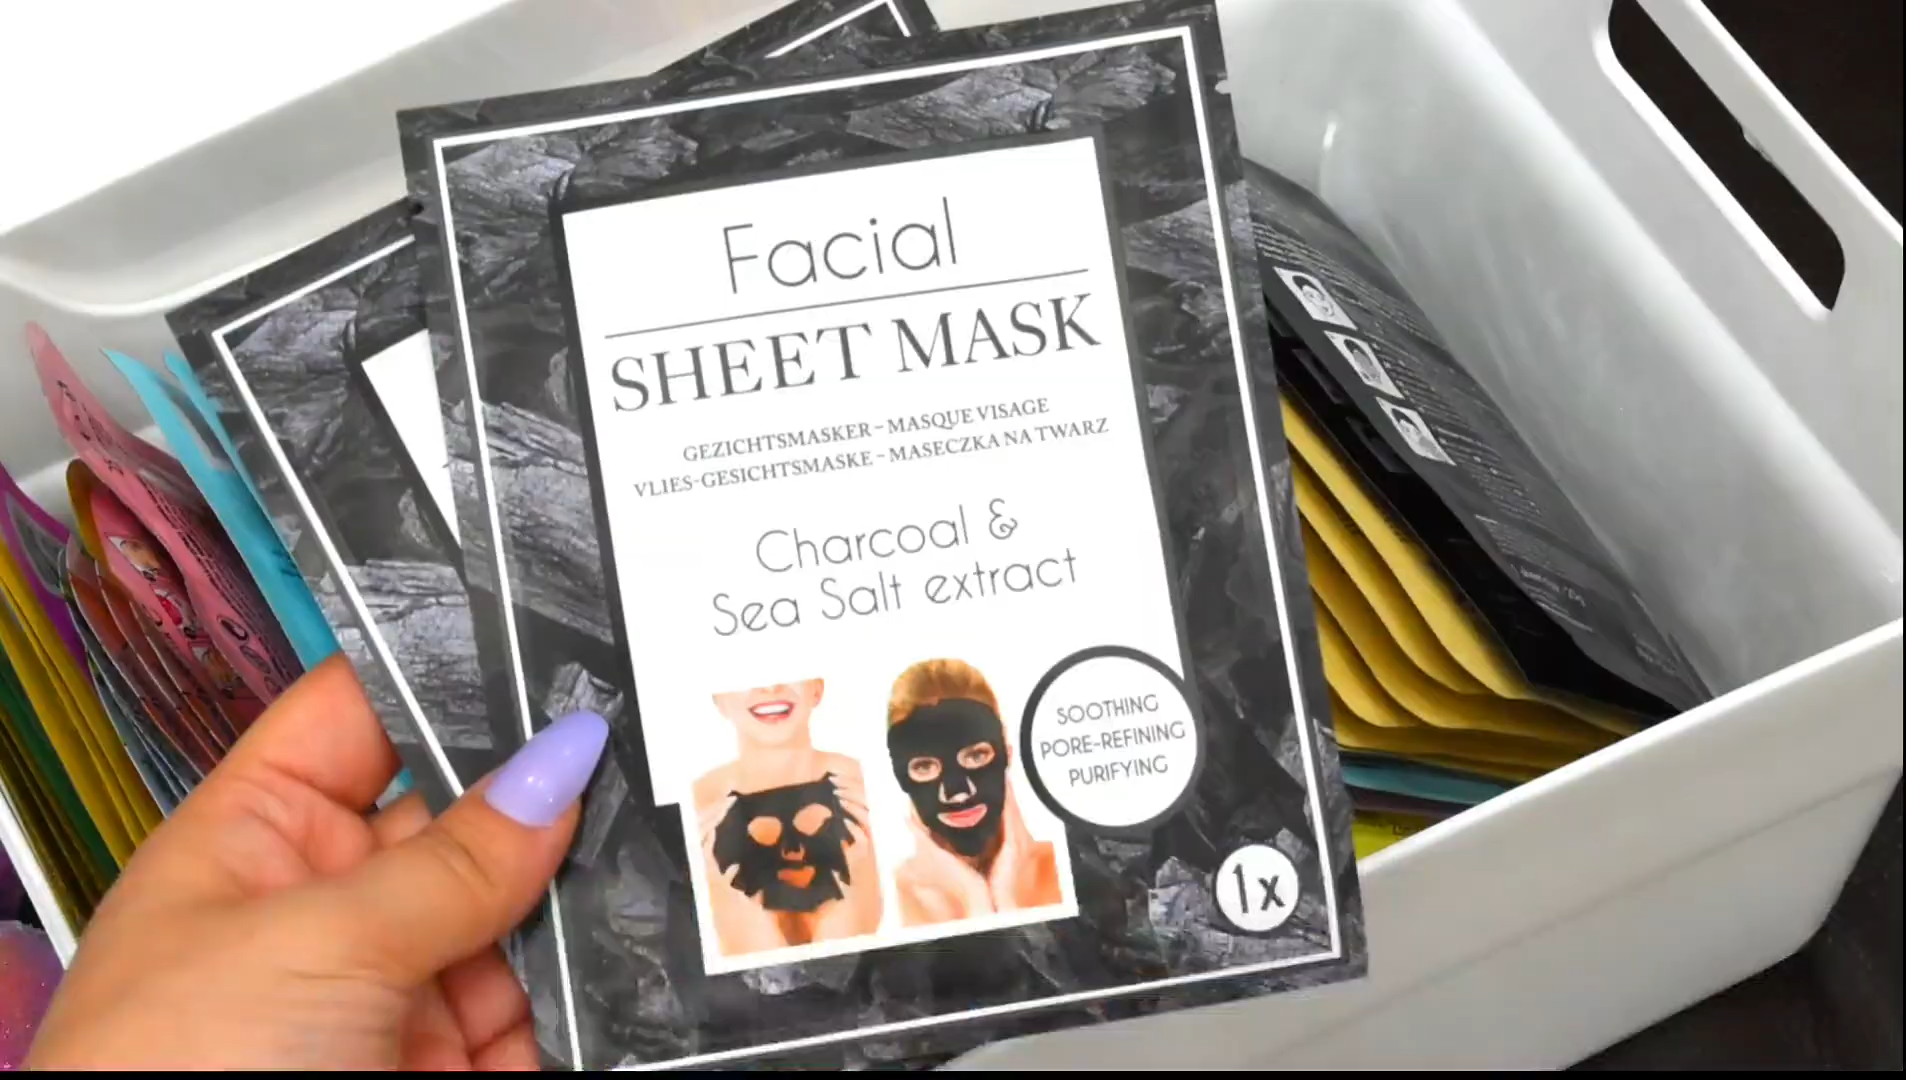 Facial
SHEET MASK
GEZICHTSMASKER – MASQUE VISAGE
VLIES-GESICHTSMASKE – MASECZKA NA TWARZ
Charcoal &
Sea Salt extract
SOOTHING
PORE-REFINING
PURIFYING
1x